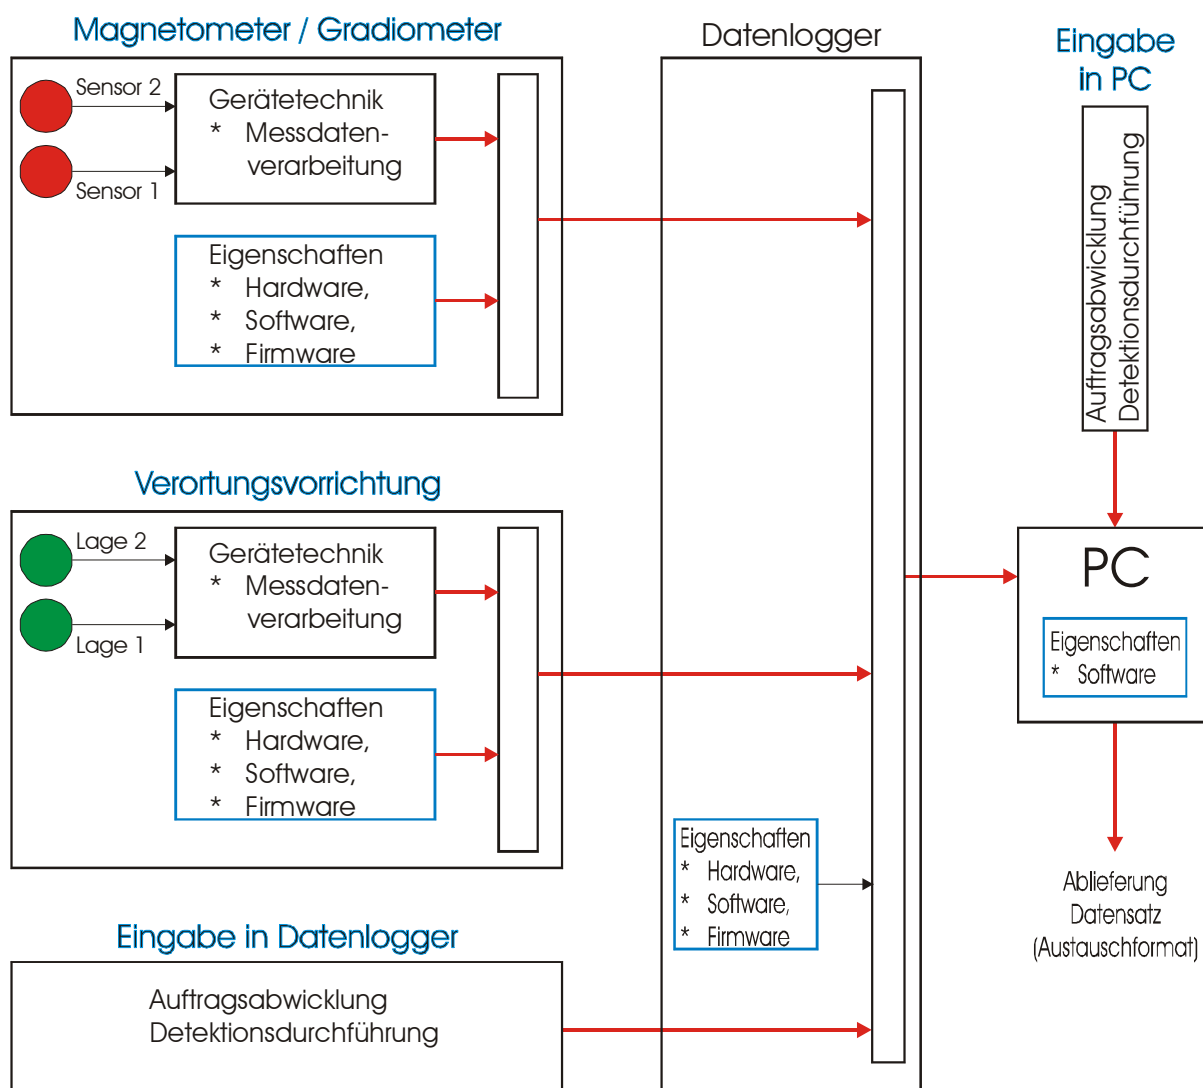 Magnetometer / Gradiometer
Sensor 2
Sensor 1
Gerätetechnik
* Messdaten-
verarbeitung
Eigenschaften
* Hardware,
* Software,
* Firmware
Verortungsvorrichtung
Lage 2
Lage 1
Gerätetechnik
* Messdaten-
verarbeitung
Eigenschaften
* Hardware,
* Software,
* Firmware
Eingabe in Datenlogger
Auftragsabwicklung
Detektionsdurchführung
Datenlogger
Eigenschaften
* Hardware,
* Software,
* Firmware
Eingabe
in PC
Auftragsabwicklung
Detektionsdurchführung
PC
Eigenschaften
* Software
Ablieferung
Datensatz
(Austauschformat)